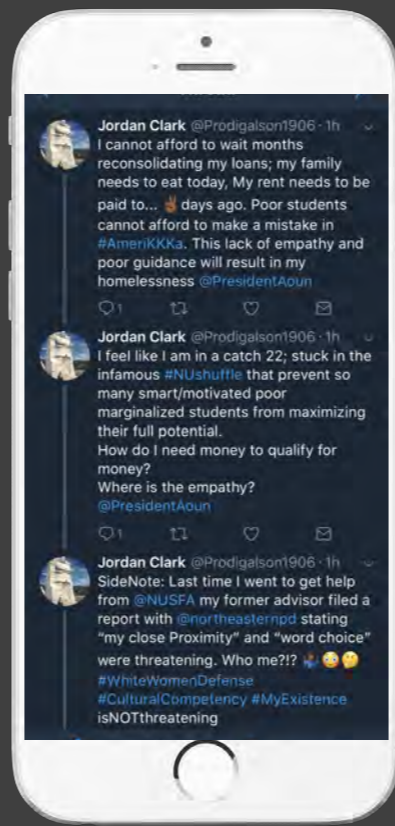 Jordan Clark @Prodigalson1906 · 1h
I cannot afford to wait months
reconsolidating my loans; my family
needs to eat today, My rent needs to be
paid to... ✌🏾 days ago. Poor students
cannot afford to make a mistake in
#AmeriKKKa. This lack of empathy and
poor guidance will result in my
homelessness @PresidentAoun
1
Jordan Clark @Prodigalson1906 · 1h
I feel like I am in a catch 22; stuck in the
infamous #NUshuffle that prevent so
many smart/motivated poor
marginalized students from maximizing
their full potential.
How do I need money to qualify for
money?
Where is the empathy?
@PresidentAoun
1
Jordan Clark @Prodigalson1906 · 1h
SideNote: Last time I went to get help
from @NUSFA my former advisor filed a
report with @northeasternpd stating
"my close Proximity" and "word choice"
were threatening. Who me?!? 🤷🏾‍♂️😳🤔
#WhiteWomenDefense
#CulturalCompetency #MyExistence
isNOTthreatening